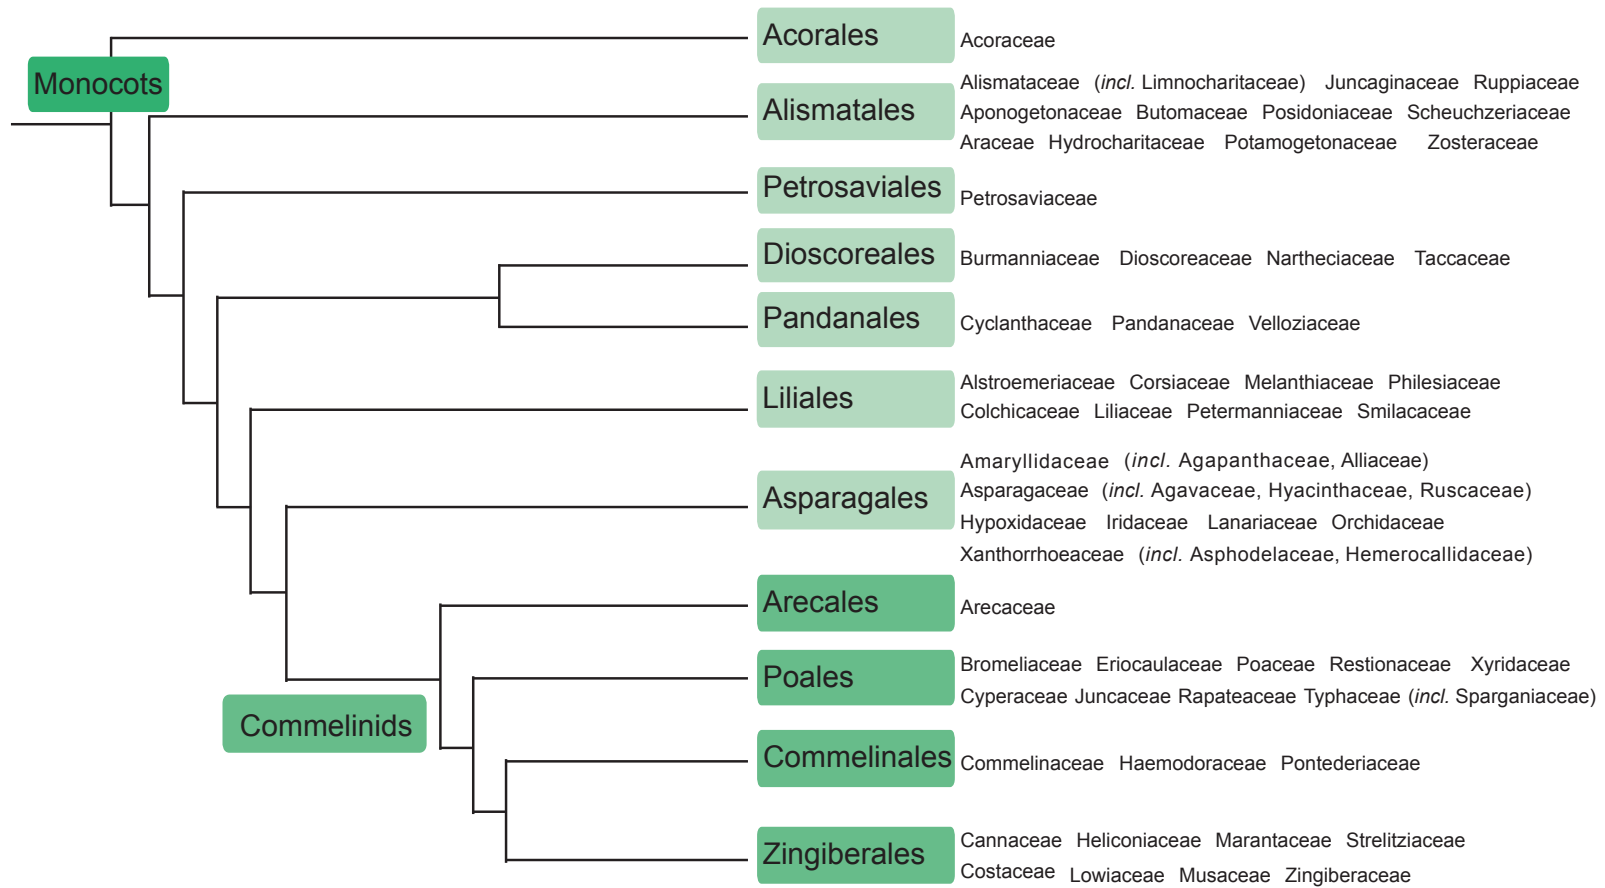 Monocots
Acorales
Acoraceae
Alismatales
Alismataceae (incl. Limnocharitaceae) Juncaginaceae Ruppiaceae
Aponogetonaceae Butomaceae Posidoniaceae Scheuchzeriaceae
Araceae Hydrocharitaceae Potamogetonaceae Zosteraceae
Petrosaviales
Petrosaviaceae
Dioscoreales
Burmanniaceae Dioscoreaceae Nartheciaceae Taccaceae
Pandanales
Cyclanthaceae Pandanaceae Velloziaceae
Liliales
Alstroemeriaceae Corsiaceae Melanthiaceae Philesiaceae
Colchicaceae Liliaceae Petermanniaceae Smilacaceae
Asparagales
Amaryllidaceae (incl. Agapanthaceae, Alliaceae)
Asparagaceae (incl. Agavaceae, Hyacinthaceae, Ruscaceae)
Hypoxidaceae Iridaceae Lanariaceae Orchidaceae
Xanthorrhoeaceae (incl. Asphodelaceae, Hemerocallidaceae)
Commelinids
Arecales
Arecaceae
Poales
Bromeliaceae Eriocaulaceae Poaceae Restionaceae Xyridaceae
Cyperaceae Juncaceae Rapateaceae Typhaceae (incl. Sparganiaceae)
Commelinales
Commelinaceae Haemodoraceae Pontederiaceae
Zingiberales
Cannaceae Heliconiaceae Marantaceae Strelitziaceae
Costaceae Lowiaceae Musaceae Zingiberaceae